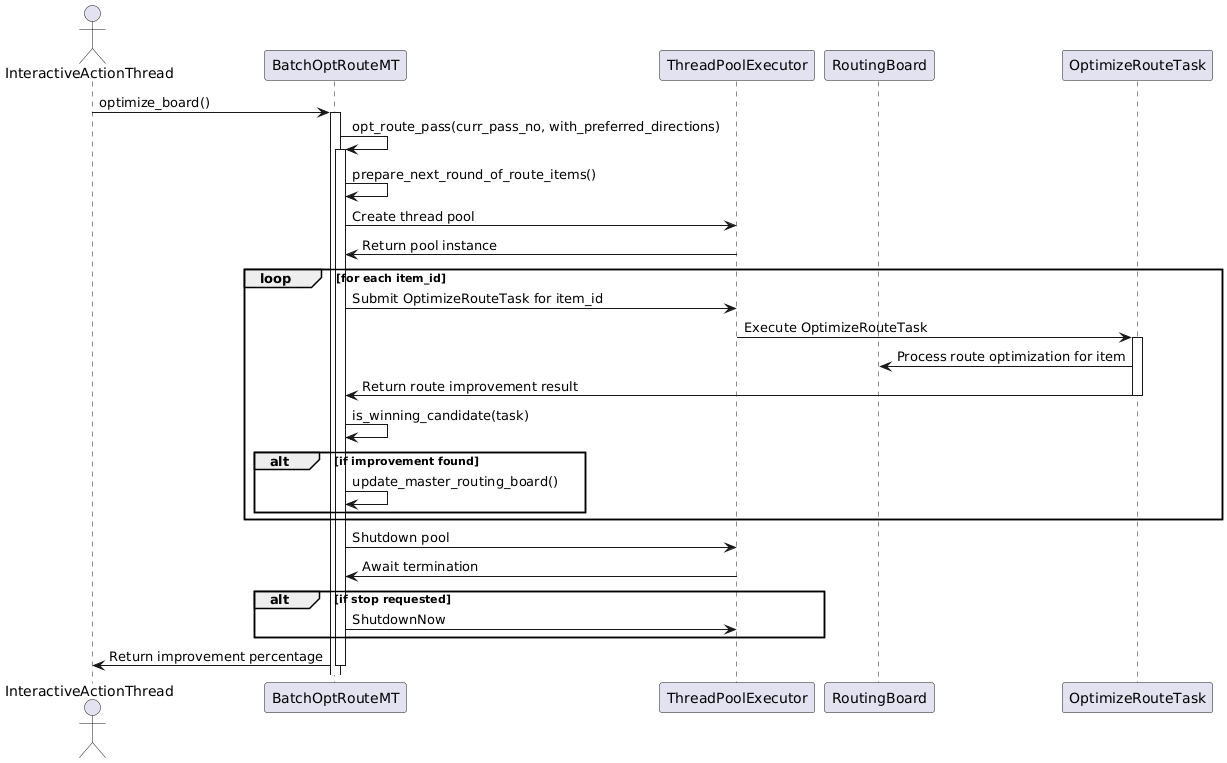 InteractiveActionThread
BatchOptRouteMT
ThreadPoolExecutor
RoutingBoard
OptimizeRouteTask
optimize_board()
opt_route_pass(curr_pass_no, with_preferred_directions)
prepare_next_round_of_route_items()
Create thread pool
Return pool instance
loop [for each item_id]
Submit OptimizeRouteTask for item_id
Execute OptimizeRouteTask
Process route optimization for item
Return route improvement result
is_winning_candidate(task)
alt [if improvement found]
update_master_routing_board()
Shutdown pool
Await termination
alt [if stop requested]
ShutdownNow
Return improvement percentage
InteractiveActionThread
BatchOptRouteMT
ThreadPoolExecutor
RoutingBoard
OptimizeRouteTask